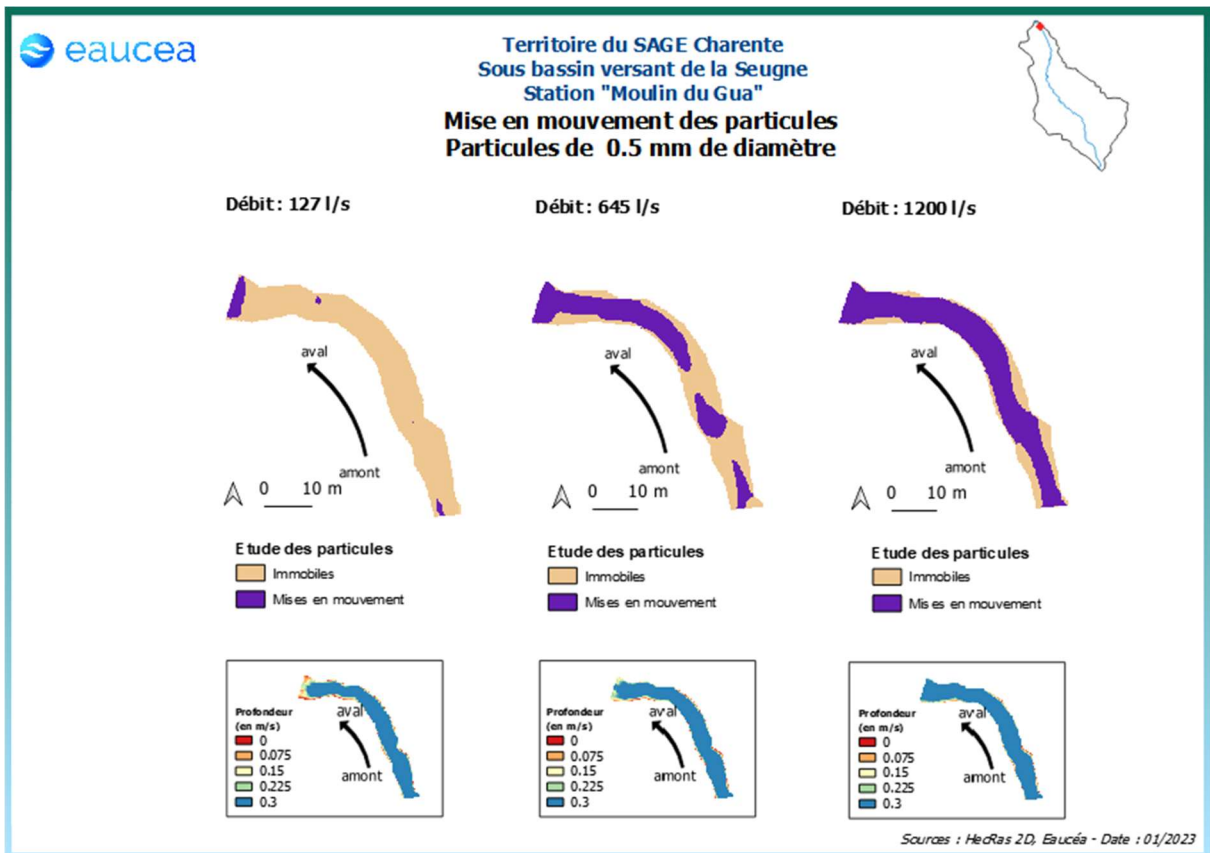 eaucea
Territoire du SAGE Charente
Sous bassin versant de la Seugne
Station "Moulin du Gua"
Mise en mouvement des particules
Particules de 0.5 mm de diamètre
Débit : 127 l/s
aval
amont
0 10 m
Etude des particules
Immobiles
Mises en mouvement
Profondeur
(en m/s)
0
0.075
0.15
0.225
0.3
aval
amont
Débit : 645 l/s
aval
amont
0 10 m
Etude des particules
Immobiles
Mises en mouvement
Profondeur
(en m/s)
0
0.075
0.15
0.225
0.3
aval
amont
Débit : 1200 l/s
aval
amont
0 10 m
Etude des particules
Immobiles
Mises en mouvement
Profondeur
(en m/s)
0
0.075
0.15
0.225
0.3
aval
amont
Sources : HecRas 2D, Eaucéa - Date : 01/2023